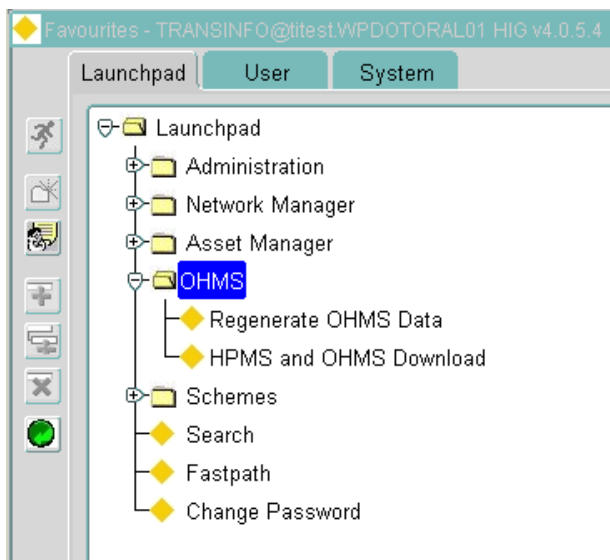 Favourites - TRANSINFO@titest.WPDOTORAL01 HIG v4.0.5.4
Launchpad User System
Launchpad
Administration
Network Manager
Asset Manager
OHMS
Regenerate OHMS Data
HPMS and OHMS Download
Schemes
Search
Fastpath
Change Password